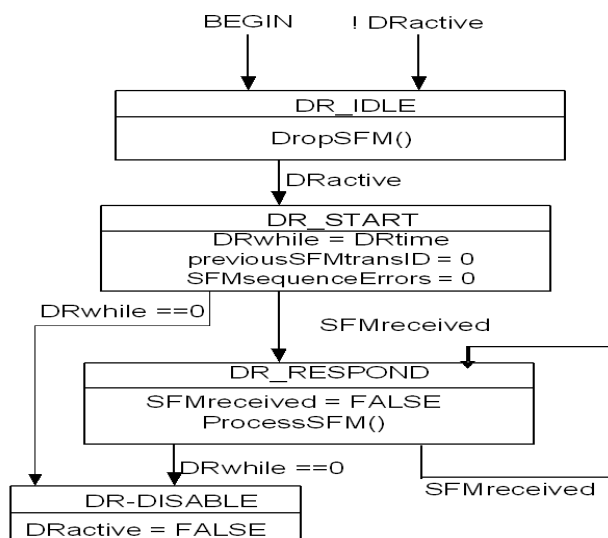 BEGIN
! DRactive
DR_IDLE
DropSFM()
DRactive
DR_START
DRwhile = DRtime
previousSFMtransID = 0
SFMsequenceErrors = 0
DRwhile ==0
SFMreceived
DR_RESPOND
SFMreceived = FALSE
ProcessSFM()
DRwhile ==0
SFMreceived
DR-DISABLE
DRactive = FALSE